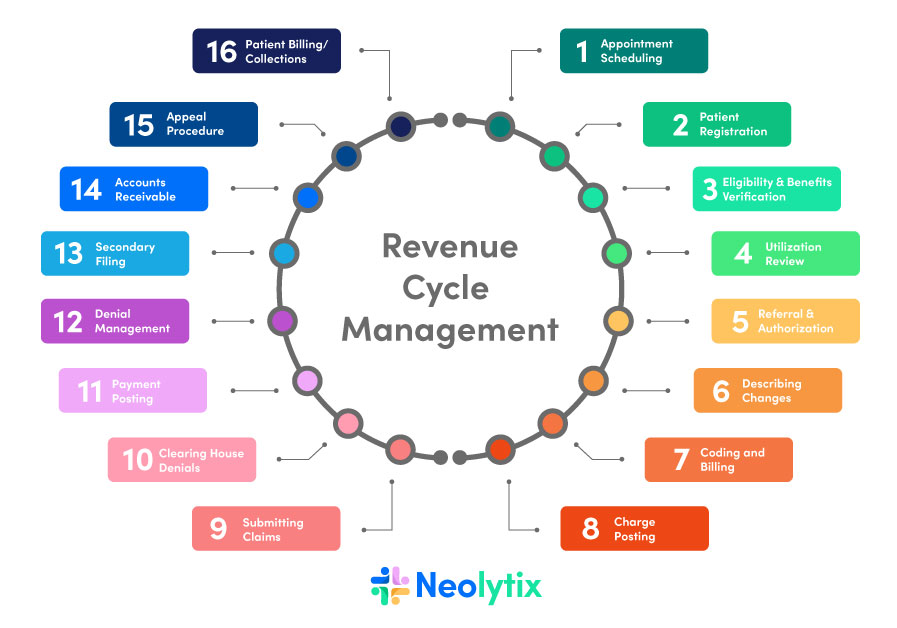 Revenue
Cycle
Management
1 Appointment
Scheduling
2 Patient
Registration
3 Eligibility & Benefits
Verification
4 Utilization
Review
5 Referral &
Authorization
6 Describing
Changes
7 Coding and
Billing
8 Charge
Posting
9 Submitting
Claims
10 Clearing House
Denials
11 Payment
Posting
12 Denial
Management
13 Secondary
Filing
14 Accounts
Receivable
15 Appeal
Procedure
16 Patient Billing/
Collections
Neolytix